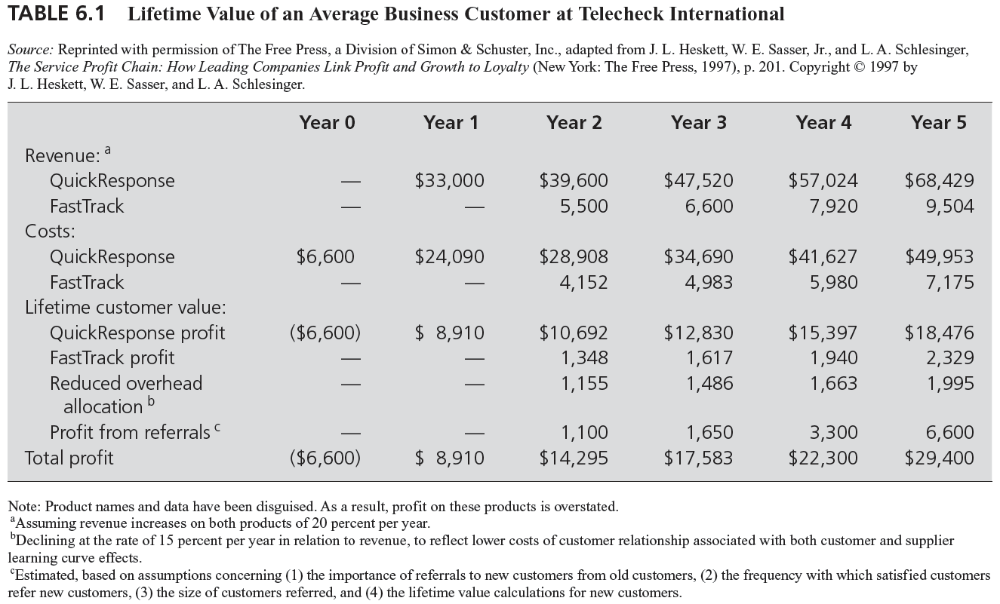 TABLE 6.1 Lifetime Value of an Average Business Customer at Telecheck International
Source: Reprinted with permission of The Free Press, a Division of Simon & Schuster, Inc., adapted from J. L. Heskett, W. E. Sasser, Jr., and L. A. Schlesinger,
The Service Profit Chain: How Leading Companies Link Profit and Growth to Loyalty (New York: The Free Press, 1997), p. 201. Copyright © 1997 by
J. L. Heskett, W. E. Sasser, and L. A. Schlesinger.
Year 0 Year 1 Year 2 Year 3 Year 4 Year 5
Revenue: a
QuickResponse — $33,000 $39,600 $47,520 $57,024 $68,429
FastTrack — — 5,500 6,600 7,920 9,504
Costs:
QuickResponse $6,600 $24,090 $28,908 $34,690 $41,627 $49,953
FastTrack — — 4,152 4,983 5,980 7,175
Lifetime customer value:
QuickResponse profit ($6,600) $ 8,910 $10,692 $12,830 $15,397 $18,476
FastTrack profit — — 1,348 1,617 1,940 2,329
Reduced overhead — — 1,155 1,486 1,663 1,995
allocation b
Profit from referrals c — — 1,100 1,650 3,300 6,600
Total profit ($6,600) $ 8,910 $14,295 $17,583 $22,300 $29,400
Note: Product names and data have been disguised. As a result, profit on these products is overstated.
aAssuming revenue increases on both products of 20 percent per year.
bDeclining at the rate of 15 percent per year in relation to revenue, to reflect lower costs of customer relationship associated with both customer and supplier
learning curve effects.
cEstimated, based on assumptions concerning (1) the importance of referrals to new customers from old customers, (2) the frequency with which satisfied customers
refer new customers, (3) the size of customers referred, and (4) the lifetime value calculations for new customers.